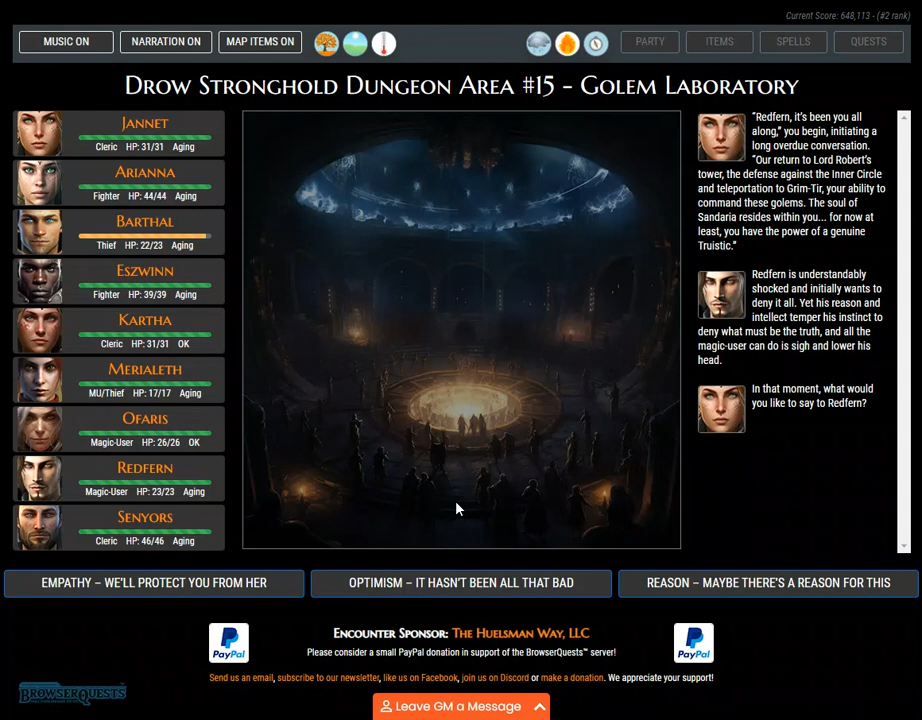 Current Score: 648,113 - (#2 rank)
MUSIC ON
NARRATION ON
MAP ITEMS ON
PARTY
ITEMS
SPELLS
QUESTS
Drow Stronghold Dungeon Area #15 - Golem Laboratory
Jannet
Cleric HP: 31/31 Aging
Arianna
Fighter HP: 44/44 Aging
Barthal
Thief HP: 22/23 Aging
Eszwinn
Fighter HP: 39/39 Aging
Kartha
Cleric HP: 31/31 OK
Merialeth
MU/Thief HP: 17/17 Aging
Ofaris
Magic-User HP: 26/26 OK
Redfern
Magic-User HP: 23/23 Aging
Senyors
Cleric HP: 46/46 Aging
"Redfern, it's been you all
along," you begin, initiating a
long overdue conversation.
"Our return to Lord Robert's
tower, the defense against the Inner Circle
and teleportation to Grim-Tir, your ability to
command these golems. The soul of
Sandaria resides within you... for now at
least, you have the power of a genuine
Truistic."
Redfern is understandably
shocked and initially wants to
deny it all. Yet his reason and
intellect temper his instinct to
deny what must be the truth, and all the
magic-user can do is sigh and lower his
head.
In that moment, what would
you like to say to Redfern?
EMPATHY – WE'LL PROTECT YOU FROM HER
OPTIMISM – IT HASN'T BEEN ALL THAT BAD
REASON – MAYBE THERE'S A REASON FOR THIS
PayPal
Encounter Sponsor: The Huelsman Way, LLC
Please consider a small PayPal donation in support of the BrowserQuests™ server!
PayPal
Send us an email, subscribe to our newsletter, like us on Facebook, join us on Discord or make a donation. We appreciate your support!
BrowserQuests
Leave GM a Message